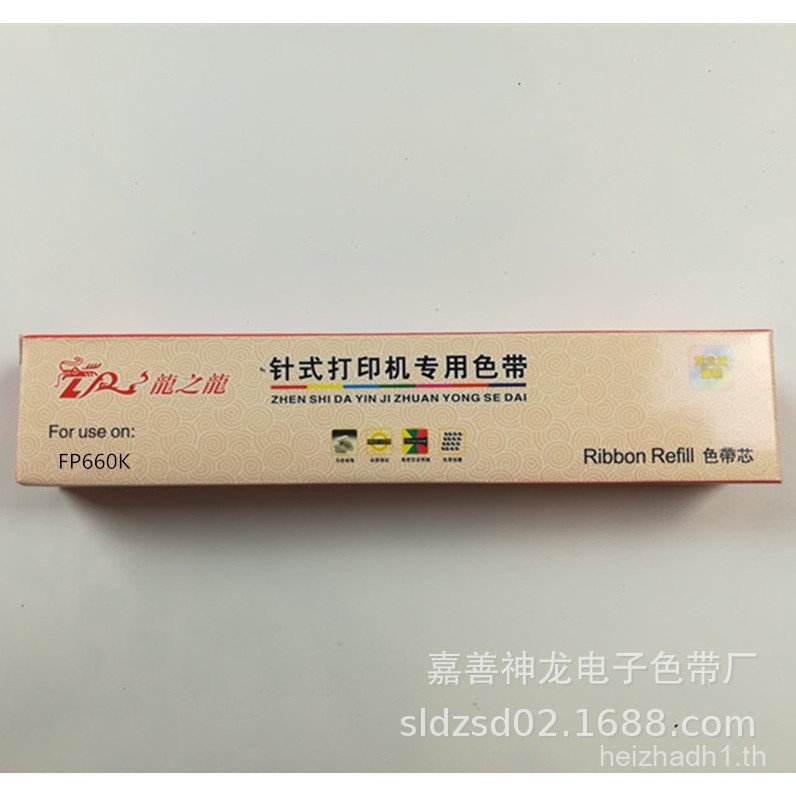 龍之龍
针式打印机专用色带
ZHEN SHI DA YIN JI ZHUAN YONG SE DAI
For use on:
FP660K
Ribbon Refill 色帶芯
嘉善神龙电子色带厂
sldzsd02.1688.com
heizhadh1.th